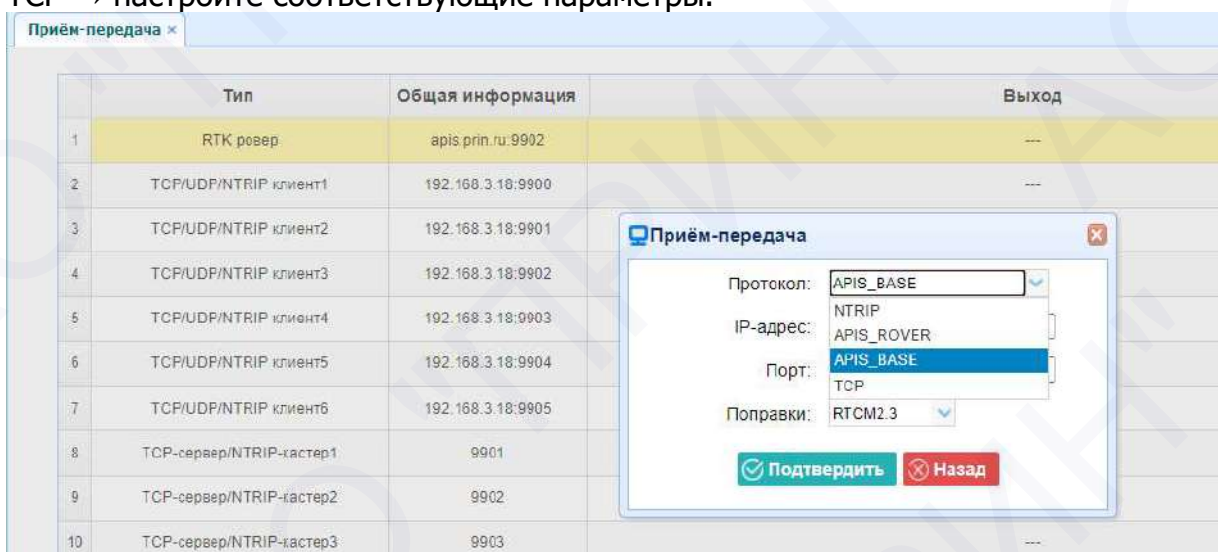 TCP → настройте соответствующие параметры.
Приём-передача ×
Тип Общая информация Выход
1 RTK ровер apis.prin.ru:9902 ---
2 TCP/UDP/NTRIP клиент1 192.168.3.18:9900 ---
3 TCP/UDP/NTRIP клиент2 192.168.3.18:9901
4 TCP/UDP/NTRIP клиент3 192.168.3.18:9902
5 TCP/UDP/NTRIP клиент4 192.168.3.18:9903
6 TCP/UDP/NTRIP клиент5 192.168.3.18:9904
7 TCP/UDP/NTRIP клиент6 192.168.3.18:9905
8 TCP-сервер/NTRIP-кастер1 9901
9 TCP-сервер/NTRIP-кастер2 9902
10 TCP-сервер/NTRIP-кастер3 9903 ---
Приём-передача
Протокол: APIS_BASE
NTRIP
IP-адрес:
APIS_ROVER
APIS_BASE
Порт:
TCP
Поправки: RTCM2.3
Подтвердить Назад